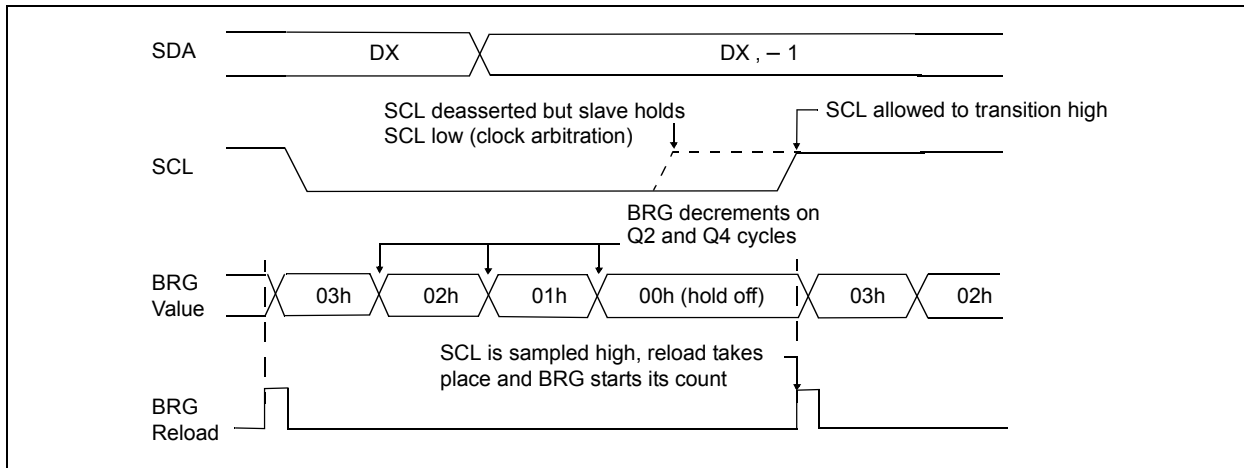 SDA
DX
DX , – 1
SCL deasserted but slave holds
SCL low (clock arbitration)
SCL allowed to transition high
SCL
BRG decrements on
Q2 and Q4 cycles
BRG
Value
03h
02h
01h
00h (hold off)
03h
02h
SCL is sampled high, reload takes
place and BRG starts its count
BRG
Reload